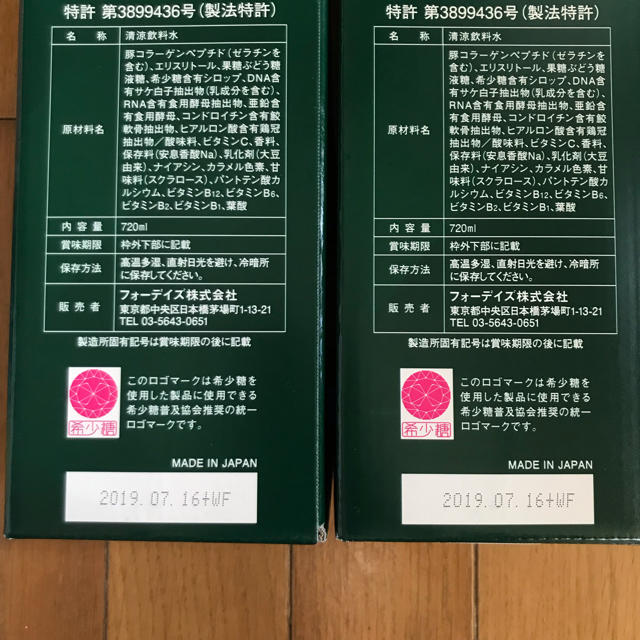 特許 第3899436号(製法特許)
名称 清涼飲料水
原材料名 豚コラーゲンペプチド(ゼラチンを
含む)、エリスリトール、果糖ぶどう糖
液糖、希少糖含有シロップ、DNA含
有サケ白子抽出物(乳成分を含む)、
RNA含有食用酵母抽出物、亜鉛含
有食用酵母、コンドロイチン含有鮫
軟骨抽出物、ヒアルロン酸含有鶏冠
抽出物/酸味料、ビタミンC、香料、
保存料(安息香酸Na)、乳化剤(大豆
由来)、ナイアシン、カラメル色素、甘
味料(スクラロース)、パントテン酸カ
ルシウム、ビタミンB12、ビタミンB6、
ビタミンB2、ビタミンB1、葉酸
内容量 720ml
賞味期限 枠外下部に記載
保存方法 高温多湿、直射日光を避け、冷暗所
に保存してください。
販売者 フォーデイズ株式会社
東京都中央区日本橋茅場町1-13-21
TEL 03-5643-0651
製造所固有記号は賞味期限の後に記載
このロゴマークは希少糖を
使用した製品に使用できる
希少糖普及協会推奨の統一
ロゴマークです。
希少糖
MADE IN JAPAN
2019.07.16+WF
特許 第3899436号(製法特許)
名称 清涼飲料水
原材料名 豚コラーゲンペプチド(ゼラチンを
含む)、エリスリトール、果糖ぶどう糖
液糖、希少糖含有シロップ、DNA含
有サケ白子抽出物(乳成分を含む)、
RNA含有食用酵母抽出物、亜鉛含
有食用酵母、コンドロイチン含有鮫
軟骨抽出物、ヒアルロン酸含有鶏冠
抽出物/酸味料、ビタミンC、香料、
保存料(安息香酸Na)、乳化剤(大豆
由来)、ナイアシン、カラメル色素、甘
味料(スクラロース)、パントテン酸カ
ルシウム、ビタミンB12、ビタミンB6、
ビタミンB2、ビタミンB1、葉酸
内容量 720ml
賞味期限 枠外下部に記載
保存方法 高温多湿、直射日光を避け、冷暗所
に保存してください。
販売者 フォーデイズ株式会社
東京都中央区日本橋茅場町1-13-21
TEL 03-5643-0651
製造所固有記号は賞味期限の後に記載
このロゴマークは希少糖を
使用した製品に使用できる
希少糖普及協会推奨の統一
ロゴマークです。
希少糖
MADE IN JAPAN
2019.07.16+WF